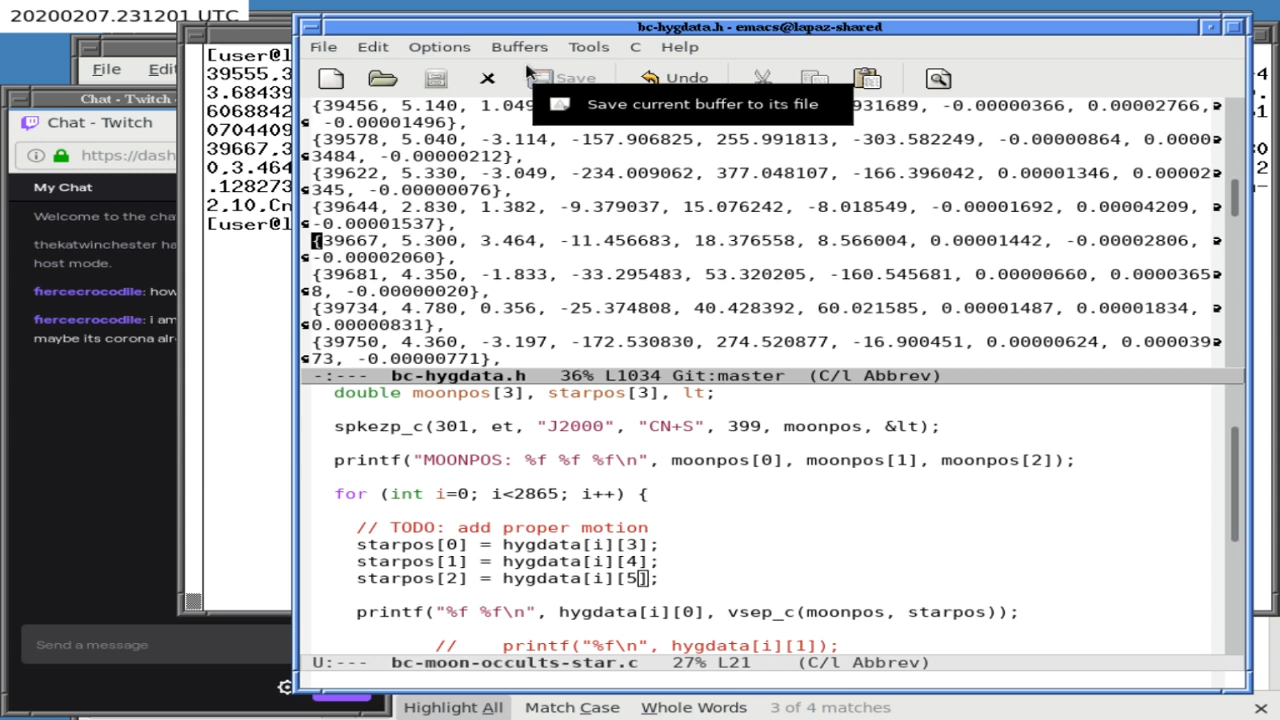 20200207.231201 UTC
bc-hygdata.h - emacs@lapaz-shared
File Edit Options Buffers Tools C Help
Save Undo
Save current buffer to its file
{39456, 5.140, 1.049 931689, -0.00000366, 0.00002766,
-0.00001496},
{39578, 5.040, -3.114, -157.906825, 255.991813, -303.582249, -0.00000864, 0.0000
3484, -0.00000212},
{39622, 5.330, -3.049, -234.009062, 377.048107, -166.396042, 0.00001346, 0.00002
345, -0.00000076},
{39644, 2.830, 1.382, -9.379037, 15.076242, -8.018549, -0.00001692, 0.00004209,
-0.00001537},
{39667, 5.300, 3.464, -11.456683, 18.376558, 8.566004, 0.00001442, -0.00002806,
-0.00002060},
{39681, 4.350, -1.833, -33.295483, 53.320205, -160.545681, 0.00000660, 0.0000365
8, -0.00000020},
{39734, 4.780, 0.356, -25.374808, 40.428392, 60.021585, 0.00001487, 0.00001834,
0.00000831},
{39750, 4.360, -3.197, -172.530830, 274.520877, -16.900451, 0.00000624, 0.000039
73, -0.00000771},
-:--- bc-hygdata.h 36% L1034 Git:master (C/l Abbrev)
double moonpos[3], starpos[3], lt;
spkezp_c(301, et, "J2000", "CN+S", 399, moonpos, &lt);
printf("MOONPOS: %f %f %f\n", moonpos[0], moonpos[1], moonpos[2]);
for (int i=0; i<2865; i++) {
// TODO: add proper motion
starpos[0] = hygdata[i][3];
starpos[1] = hygdata[i][4];
starpos[2] = hygdata[i][5];
printf("%f %f\n", hygdata[i][0], vsep_c(moonpos, starpos));
// printf("%f\n", hygdata[i][1]);
U:--- bc-moon-occults-star.c 27% L21 (C/l Abbrev)
[user@l
39555,3
3.68439
6068842
0704409
39667,3
0,3.464
.128273
2,10,Cn
[user@l
File Edi
Chat - Twitch -
Chat - Twitch
https://dash
My Chat
Welcome to the cha
thekatwinchester ha
host mode.
fiercecrocodile: how
fiercecrocodile: i am
maybe its corona alr
Send a message
Highlight All Match Case Whole Words 3 of 4 matches